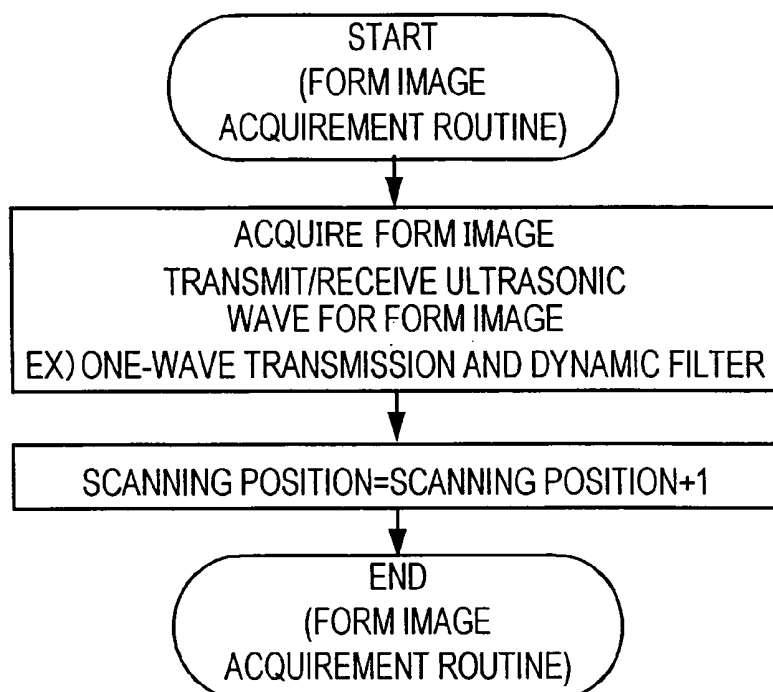 START
(FORM IMAGE
ACQUIREMENT ROUTINE)
ACQUIRE FORM IMAGE
TRANSMIT/RECEIVE ULTRASONIC
WAVE FOR FORM IMAGE
EX) ONE-WAVE TRANSMISSION AND DYNAMIC FILTER
SCANNING POSITION=SCANNING POSITION+1
END
(FORM IMAGE
ACQUIREMENT ROUTINE)